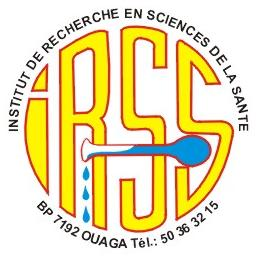 INSTITUT DE RECHERCHE EN SCIENCES DE LA SANTE
iRSS
BP 7192 OUAGA Tél.: 50 36 32 15